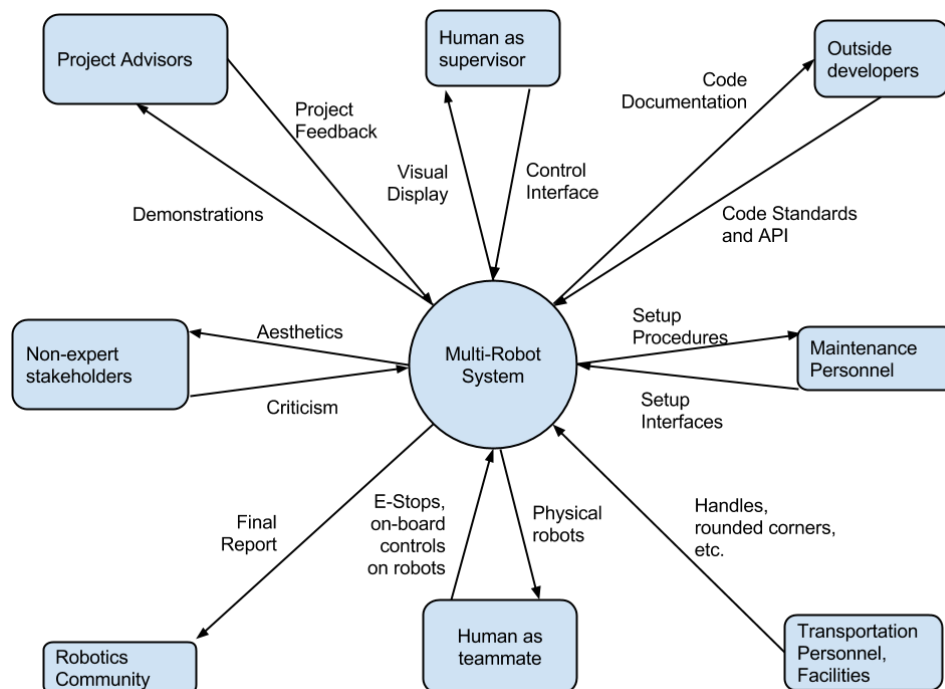 Project Advisors
Human as
supervisor
Outside
developers
Project
Feedback
Code
Documentation
Visual
Display
Control
Interface
Demonstrations
Code Standards
and API
Aesthetics
Setup
Procedures
Non-expert
stakeholders
Multi-Robot
System
Maintenance
Personnel
Criticism
Setup
Interfaces
Final
Report
E-Stops,
on-board
controls
on robots
Physical
robots
Handles,
rounded corners,
etc.
Robotics
Community
Human as
teammate
Transportation
Personnel,
Facilities